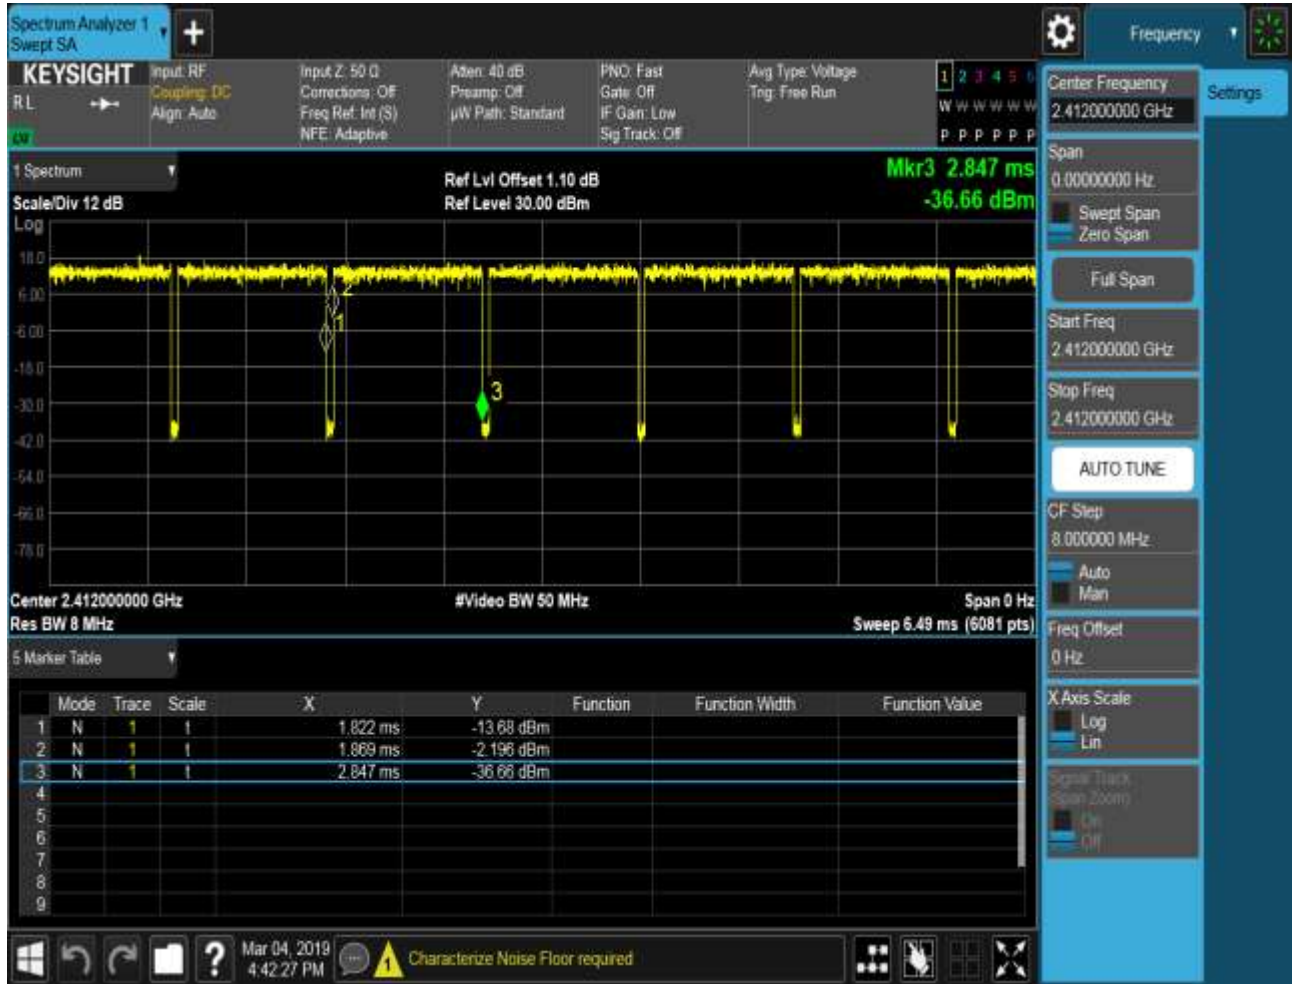 Spectrum Analyzer 1
Swept SA
+
Frequency
KEYSIGHT
RL
Input: RF
Coupling: DC
Align: Auto
Input Z: 50 Ω
Corrections: Off
Freq Ref: Int (S)
NFE: Adaptive
Atten: 40 dB
Preamp: Off
µW Path: Standard
PNO: Fast
Gate: Off
IF Gain: Low
Sig Track: Off
Avg Type: Voltage
Trig: Free Run
1 2 3 4 5 6
W W W W W W
P P P P P P
1 Spectrum
Scale/Div 12 dB
Ref Lvl Offset 1.10 dB
Ref Level 30.00 dBm
Mkr3 2.847 ms
-36.66 dBm
Log
18.0
6.00
-6.00
-18.0
-30.0
-42.0
-54.0
-66.0
-78.0
2
1
3
Center 2.412000000 GHz
Res BW 8 MHz
#Video BW 50 MHz
Span 0 Hz
Sweep 6.49 ms (6081 pts)
5 Marker Table
Mode Trace Scale X Y Function Function Width Function Value
1 N 1 t 1.822 ms -13.68 dBm
2 N 1 t 1.869 ms -2.196 dBm
3 N 1 t 2.847 ms -36.66 dBm
4
5
6
7
8
9
?
Mar 04, 2019
4:42:27 PM
1
Characterize Noise Floor required
Center Frequency
2.412000000 GHz
Settings
Span
0.00000000 Hz
Swept Span
Zero Span
Full Span
Start Freq
2.412000000 GHz
Stop Freq
2.412000000 GHz
AUTO TUNE
CF Step
8.000000 MHz
Auto
Man
Freq Offset
0 Hz
X Axis Scale
Log
Lin
Signal Track
(Span Zoom)
On
Off